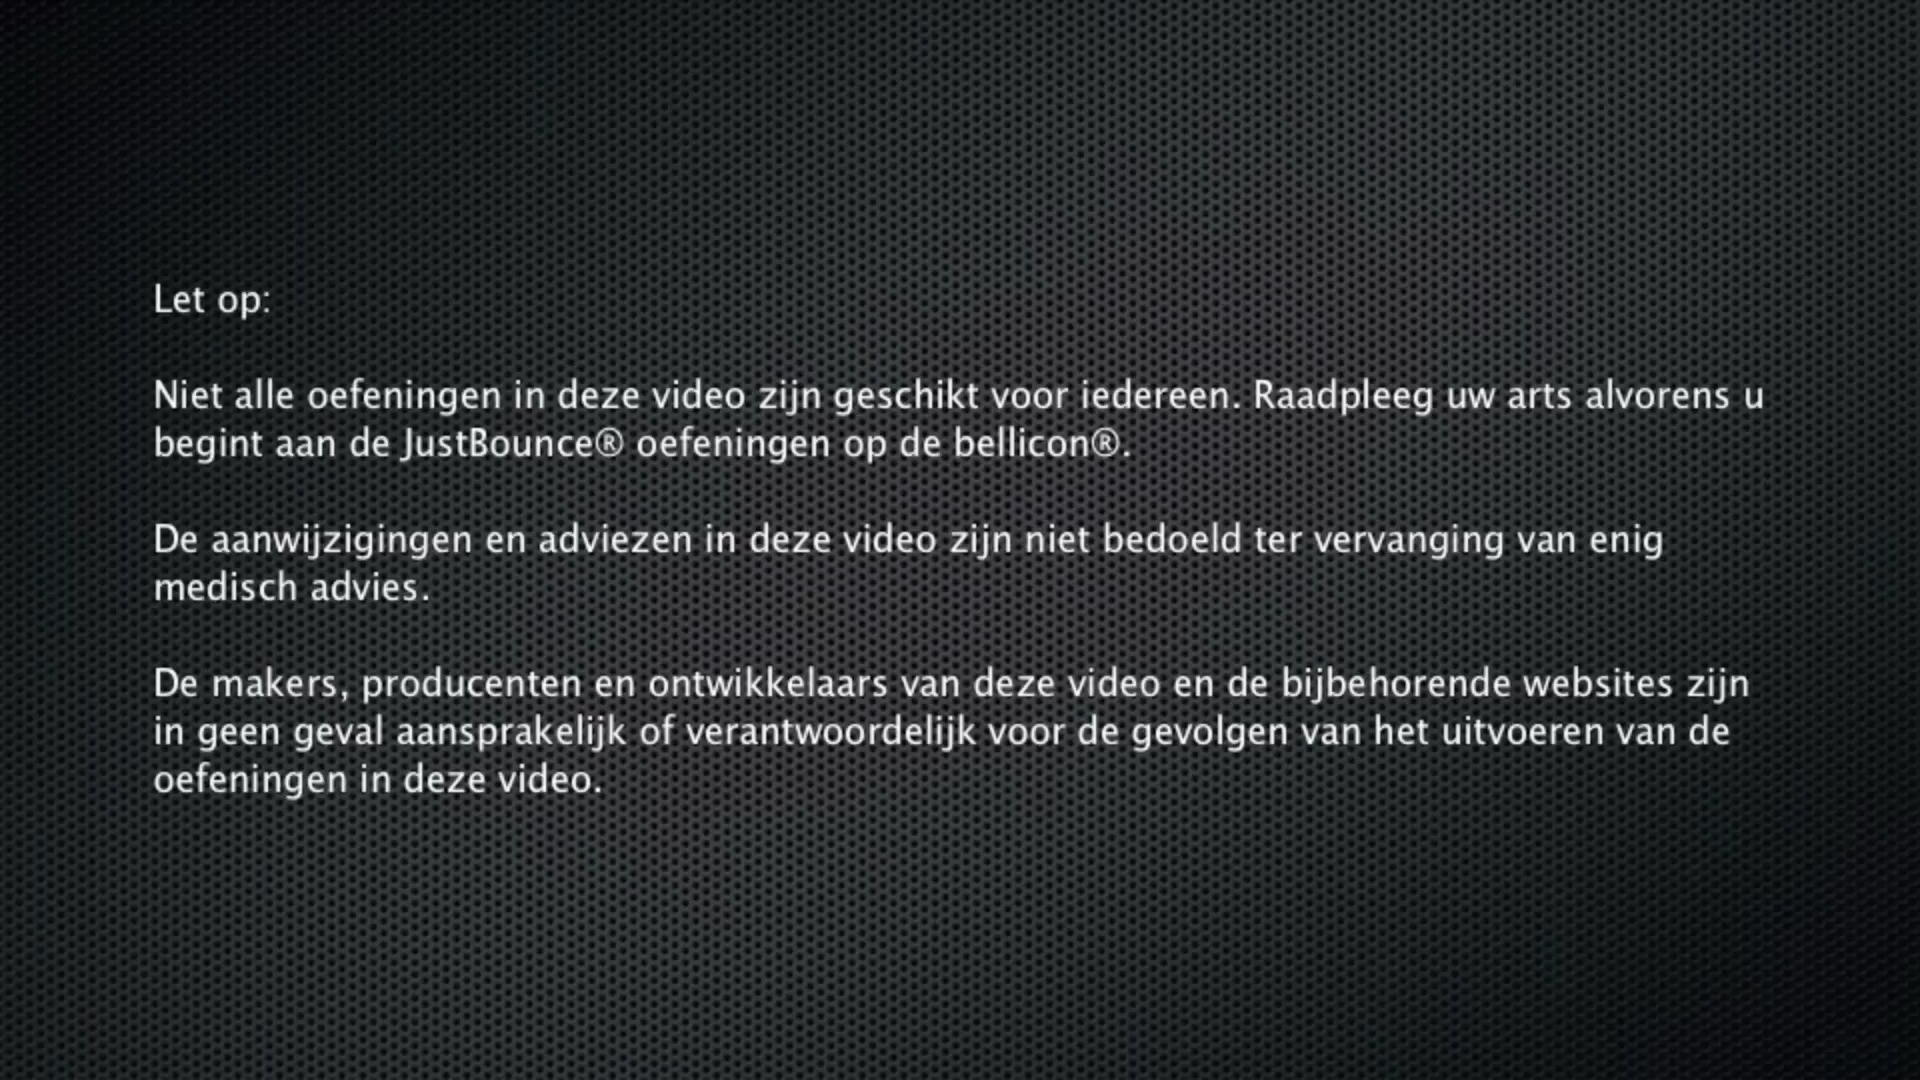 Let op:
Niet alle oefeningen in deze video zijn geschikt voor iedereen. Raadpleeg uw arts alvorens u
begint aan de JustBounce® oefeningen op de bellicon®.
De aanwijzigingen en adviezen in deze video zijn niet bedoeld ter vervanging van enig
medisch advies.
De makers, producenten en ontwikkelaars van deze video en de bijbehorende websites zijn
in geen geval aansprakelijk of verantwoordelijk voor de gevolgen van het uitvoeren van de
oefeningen in deze video.